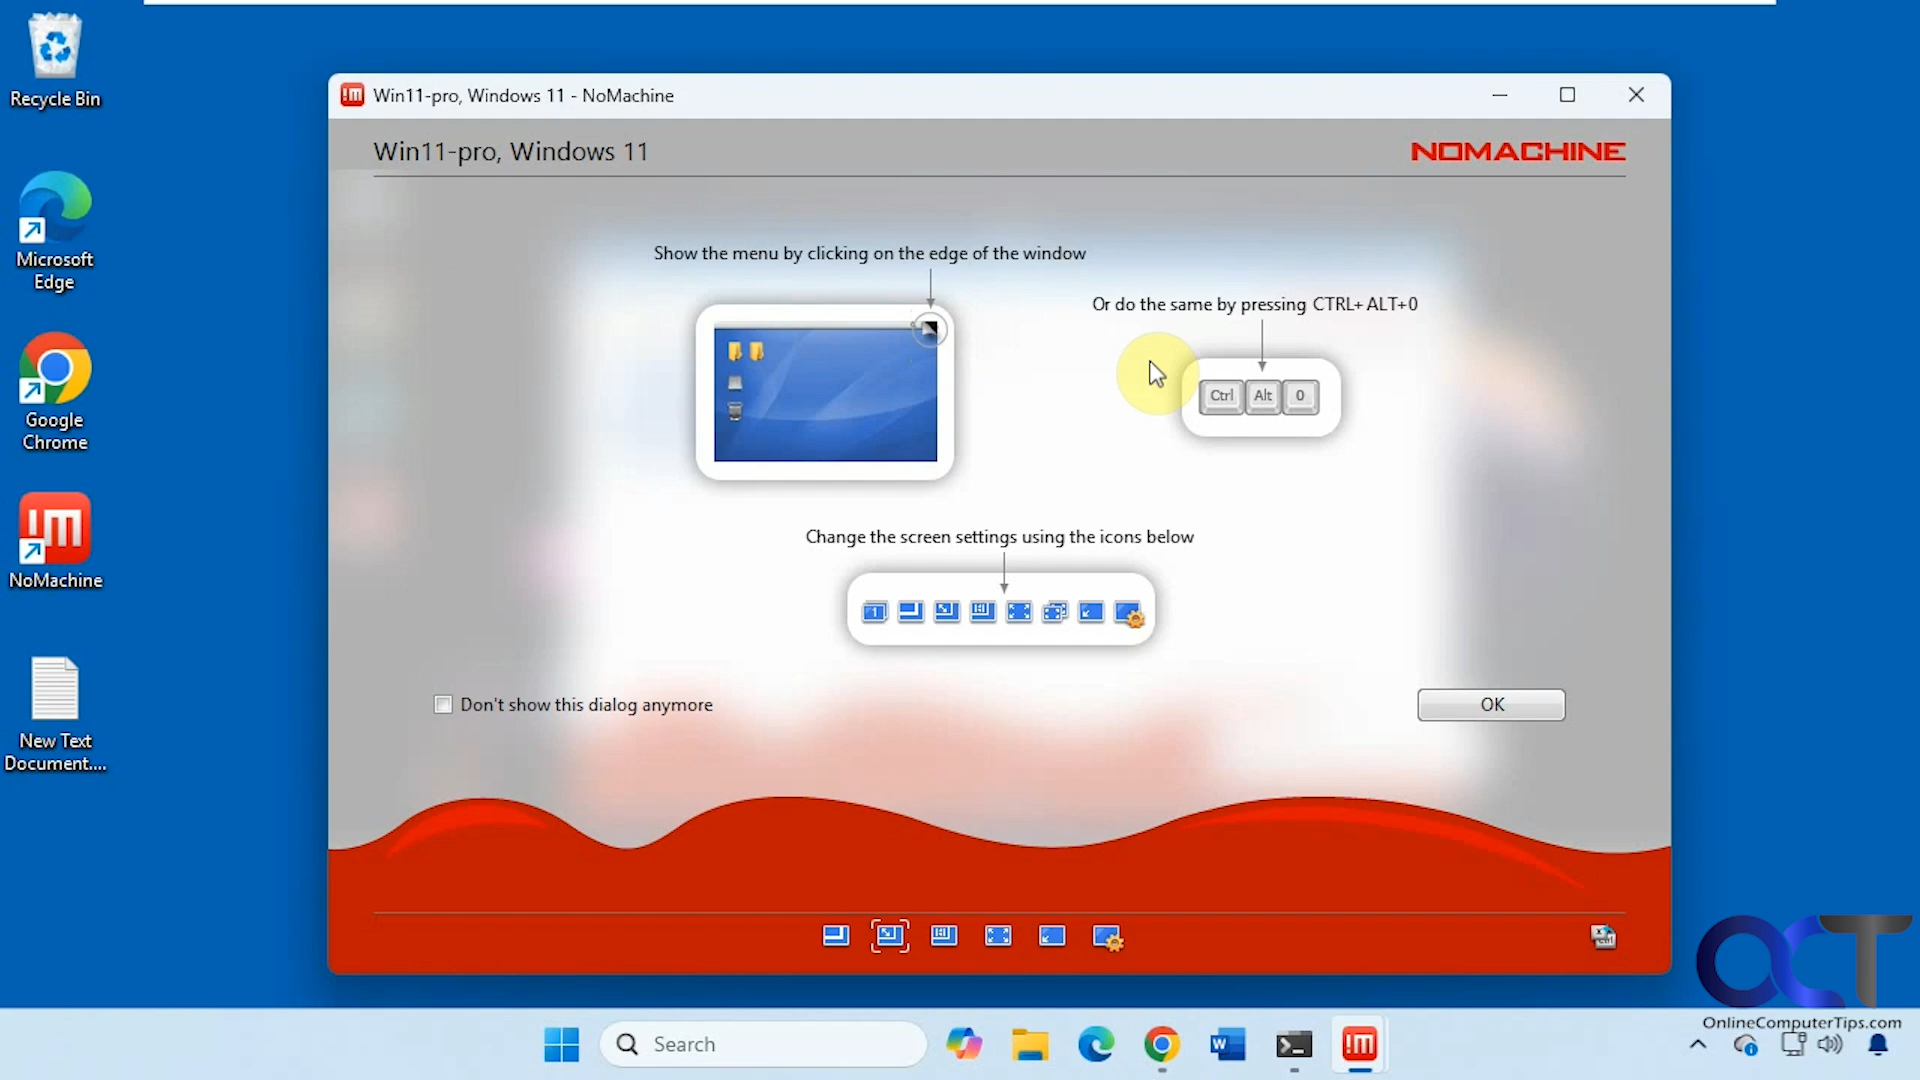 Recycle Bin
Microsoft
Edge
Google
Chrome
NoMachine
New Text
Document....
Win11-pro, Windows 11 - NoMachine
Win11-pro, Windows 11
NOMACHINE
Show the menu by clicking on the edge of the window
Or do the same by pressing CTRL+ALT+0
Ctrl Alt 0
Change the screen settings using the icons below
Don't show this dialog anymore
OK
OCT
OnlineComputerTips.com
Search